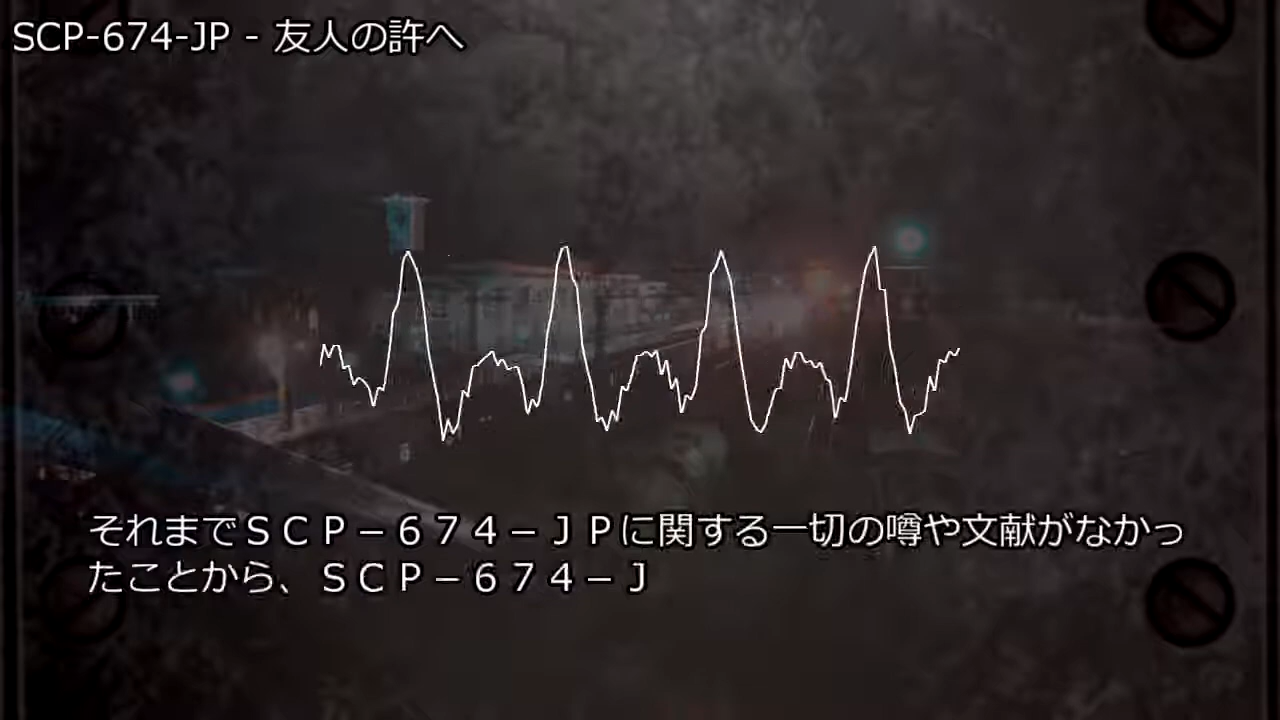 SCP-674-JP - 友人の許へ
それまでＳＣＰ－６７４－ＪＰに関する一切の噂や文献がなかっ
たことから、ＳＣＰ－６７４－Ｊ